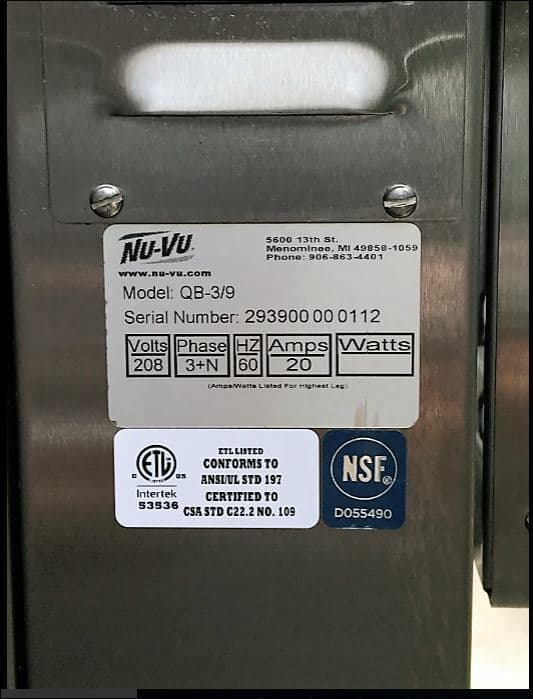 NU-VU
www.nu-vu.com
5600 13th St.
Menominee, MI 49858-1059
Phone: 906-863-4401
Model: QB-3/9
Serial Number: 293900 00 0112
Volts Phase HZ Amps Watts
208 3+N 60 20
(Amps/Watts Listed For Highest Leg)
ETL LISTED
CONFORMS TO
ANSI/UL STD 197
CERTIFIED TO
CSA STD C22.2 NO. 109
C ETL US
LISTED
Intertek
53536
NSF®
D055490